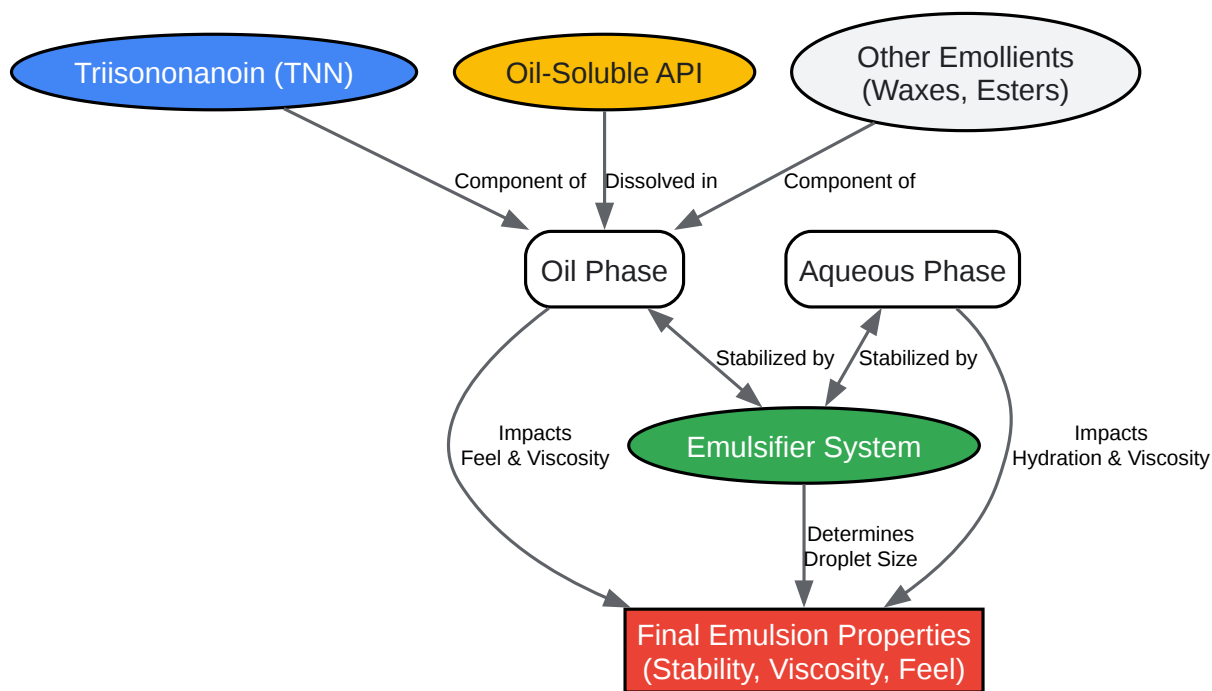 Triisononanoin (TNN)
Oil-Soluble API
Other Emollients
(Waxes, Esters)
Component of
Dissolved in
Component of
Oil Phase
Aqueous Phase
Stabilized by
Stabilized by
Impacts
Feel & Viscosity
Emulsifier System
Impacts
Hydration & Viscosity
Determines
Droplet Size
Final Emulsion Properties
(Stability, Viscosity, Feel)